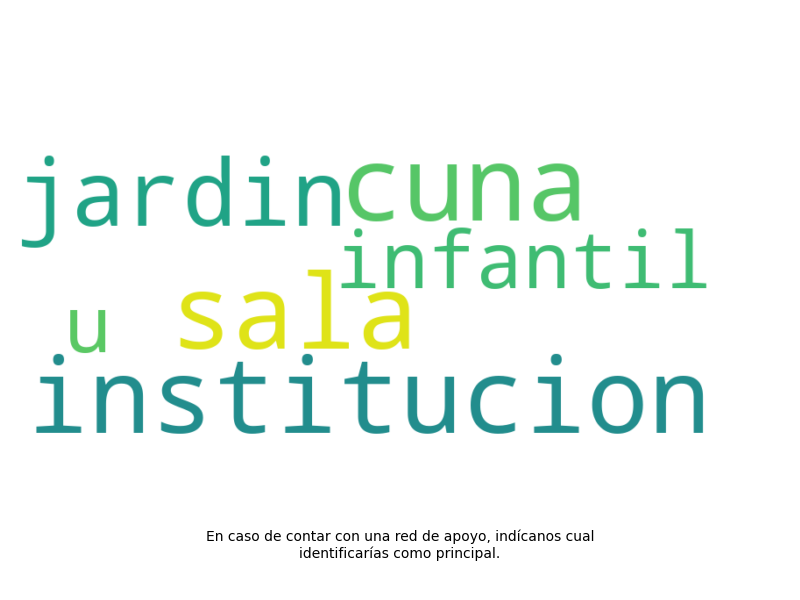 jardin cuna
infantil
u sala
institucion
En caso de contar con una red de apoyo, indícanos cual
identificarías como principal.